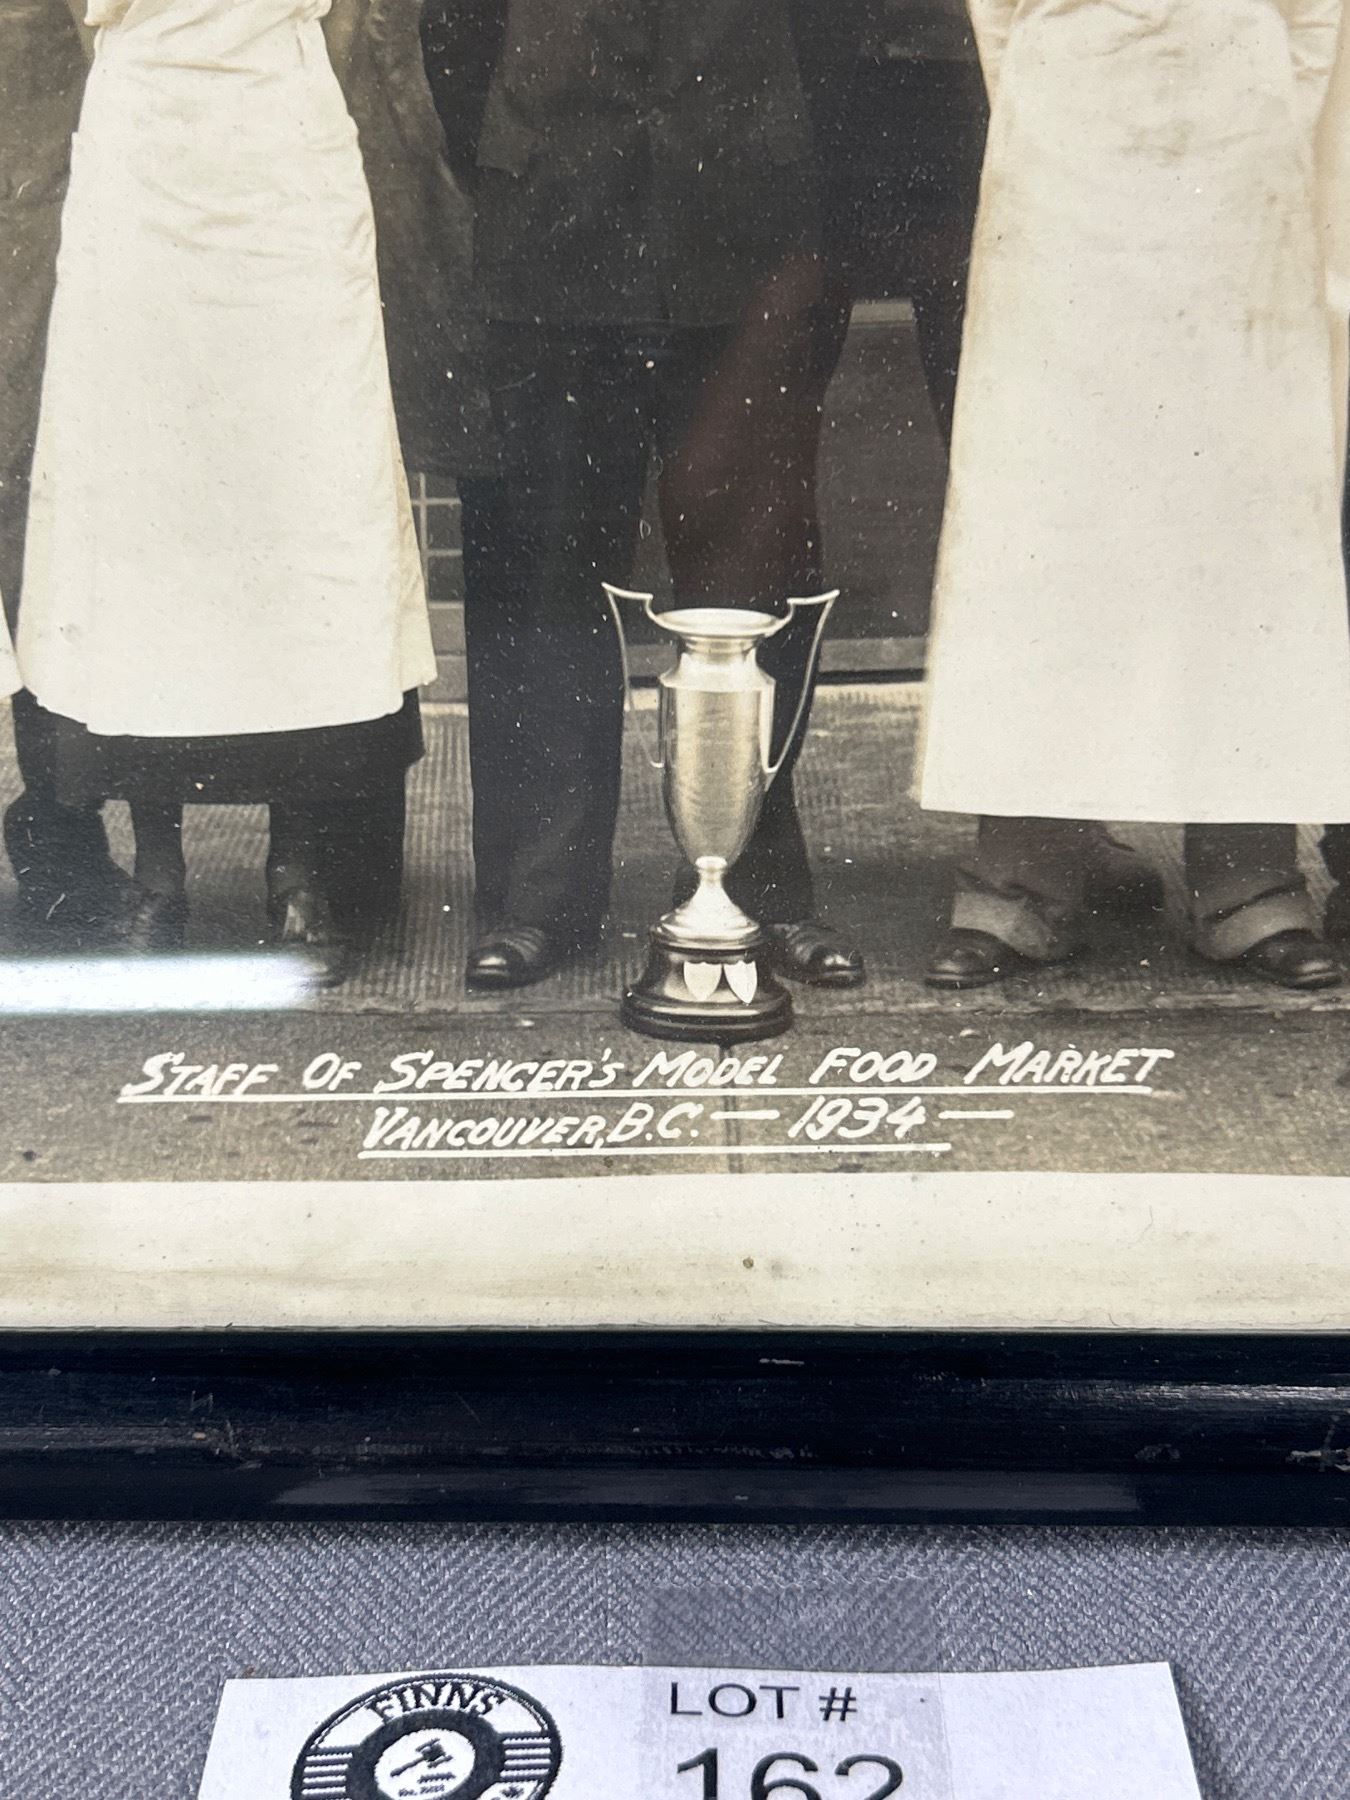 STAFF OF SPENCER'S MODEL FOOD MARKET
VANCOUVER, B.C. — 1934 —
FINNS
LOT #
162